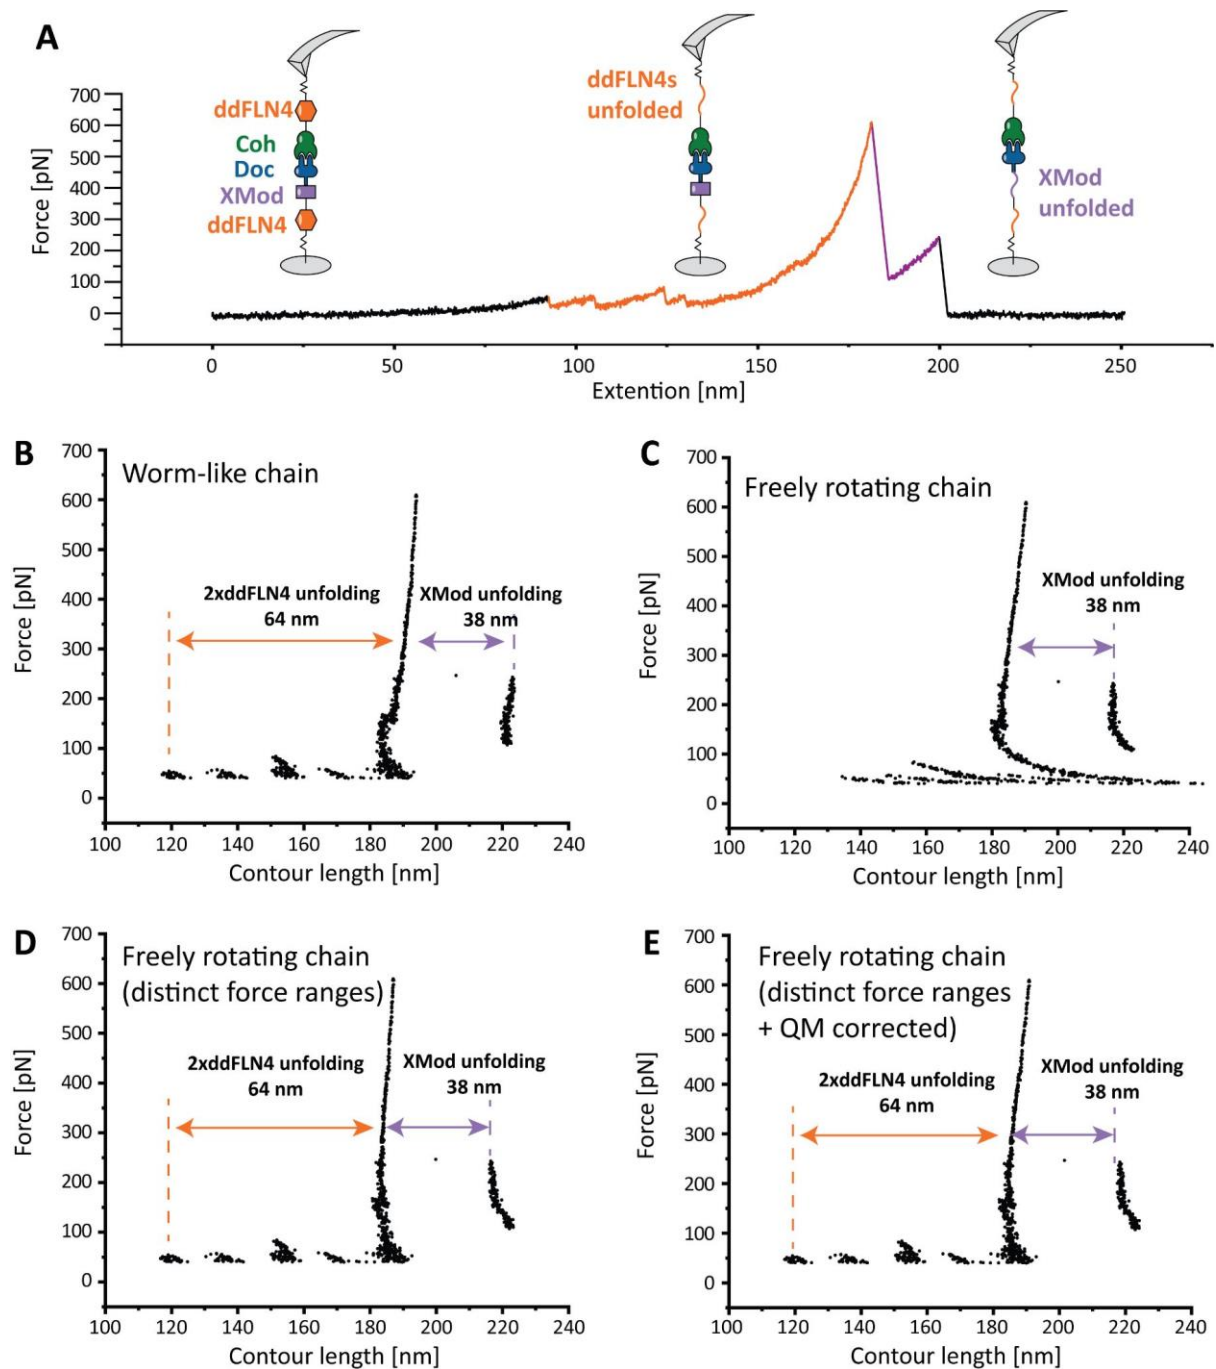 A
700
600
500
400
300
200
100
0
Force [pN]
ddFLN4
Coh
Doc
XMod
ddFLN4
ddFLN4s
unfolded
XMod
unfolded
0
50
100
150
200
250
Extention [nm]
B
Worm-like chain
700
600
500
400
300
200
100
0
Force [pN]
2xddFLN4 unfolding
64 nm
XMod unfolding
38 nm
100 120 140 160 180 200 220 240
Contour length [nm]
C
Freely rotating chain
700
600
500
400
300
200
100
0
Force [pN]
XMod unfolding
38 nm
100 120 140 160 180 200 220 240
Contour length [nm]
D
Freely rotating chain
(distinct force ranges)
700
600
500
400
300
200
100
0
Force [pN]
2xddFLN4 unfolding
64 nm
XMod unfolding
38 nm
100 120 140 160 180 200 220 240
Contour length [nm]
E
Freely rotating chain
(distinct force ranges
+ QM corrected)
700
600
500
400
300
200
100
0
Force [pN]
2xddFLN4 unfolding
64 nm
XMod unfolding
38 nm
100 120 140 160 180 200 220 240
Contour length [nm]